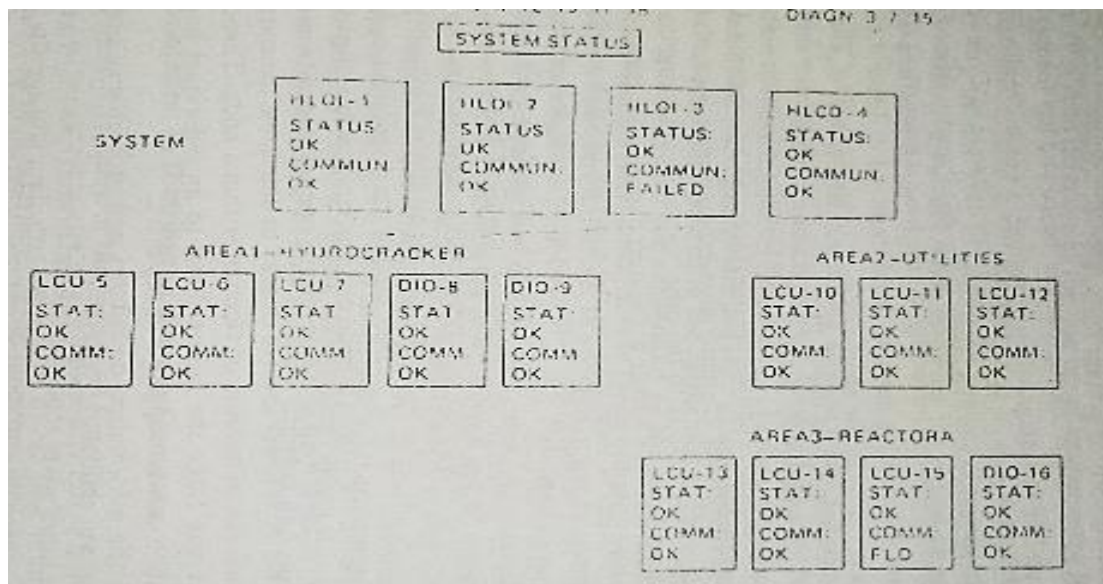 DIAGN 3 7 15
SYSTEM STATUS
SYSTEM
HLOI-1
STATUS:
OK
COMMUN
OK
HLOI-2
STATUS
OK
COMMUN:
OK
HLOI-3
STATUS:
OK
COMMUN:
FAILED
HLCO-4
STATUS:
OK
COMMUN:
OK
AREA1-HYDROCRACKER
LCU-5
STAT:
OK
COMM:
OK
LCU-6
STAT:
OK
COMM:
OK
LCU-7
STAT
OK
COMM
OK
DIO-8
STAT
OK
COMM
OK
DIO-9
STAT:
OK
COMM
OK
AREA2-UTILITIES
LCU-10
STAT:
OK
COMM:
OK
LCU-11
STAT:
OK
COMM:
OK
LCU-12
STAT:
OK
COMM:
OK
AREA3-REACTORA
LCU-13
STAT:
OK
COMM:
OK
LCU-14
STAT:
OK
COMM:
OK
LCU-15
STAT:
OK
COMM:
FLD
DIO-16
STAT:
OK
COMM:
OK